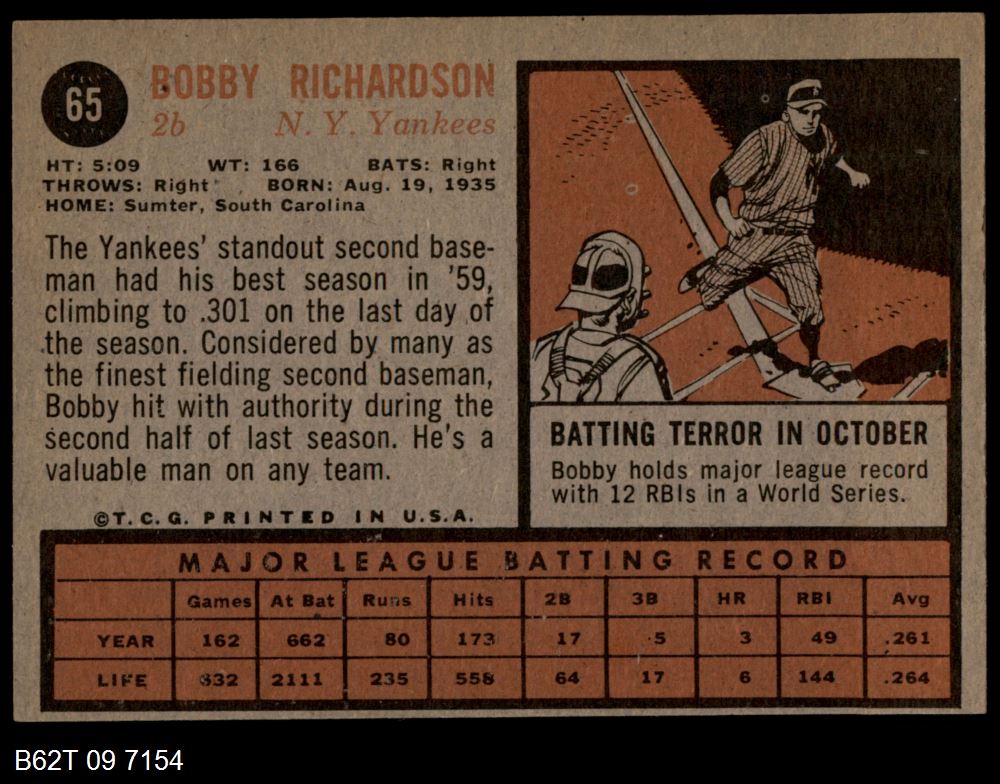 65
BOBBY RICHARDSON
2b N. Y. Yankees
HT: 5:09 WT: 166 BATS: Right
THROWS: Right BORN: Aug. 19, 1935
HOME: Sumter, South Carolina
The Yankees' standout second base-
man had his best season in '59,
climbing to .301 on the last day of
the season. Considered by many as
the finest fielding second baseman,
Bobby hit with authority during the
second half of last season. He's a
valuable man on any team.
©T. C. G. PRINTED IN U.S.A.
BATTING TERROR IN OCTOBER
Bobby holds major league record
with 12 RBIs in a World Series.
MAJOR LEAGUE BATTING RECORD
Games At Bat Runs Hits 2B 3B HR RBI Avg
YEAR 162 662 80 173 17 5 3 49 .261
LIFE 632 2111 235 558 64 17 6 144 .264
B62T 09 7154